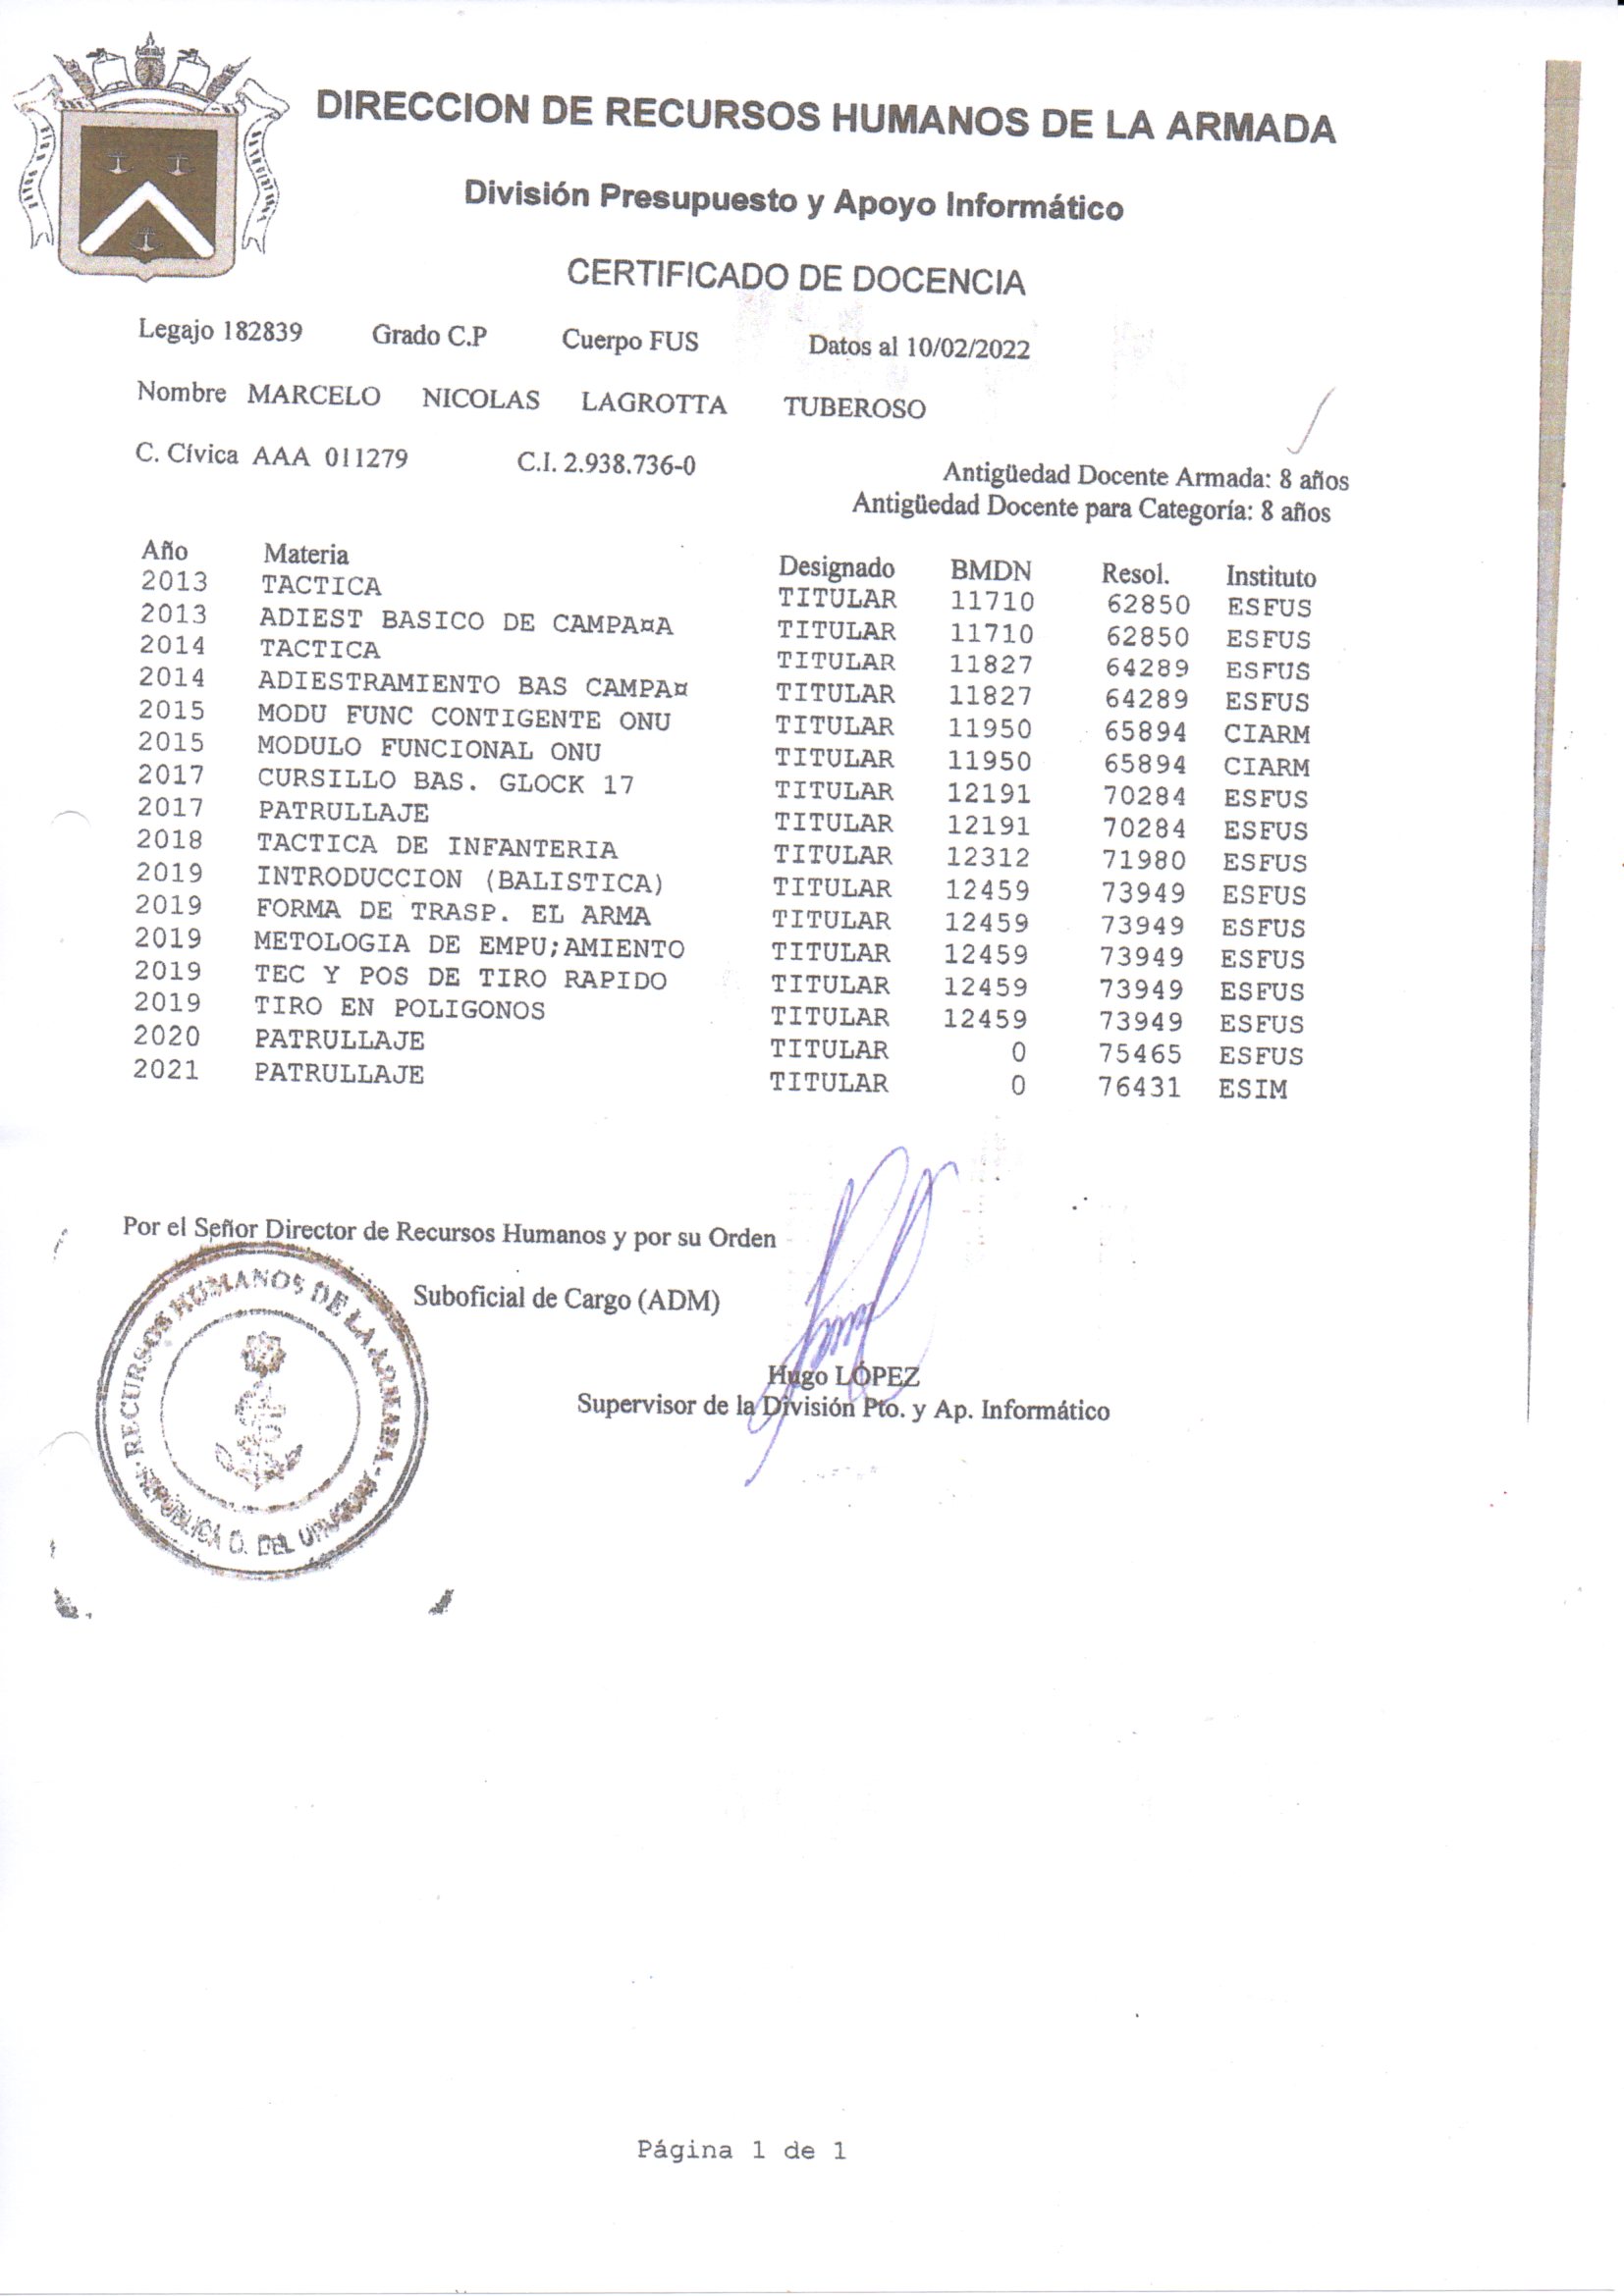 DIRECCION DE RECURSOS HUMANOS DE LA ARMADA
División Presupuesto y Apoyo Informático
CERTIFICADO DE DOCENCIA
Legajo 182839 Grado C.P Cuerpo FUS Datos al 10/02/2022
Nombre MARCELO NICOLAS LAGROTTA TUBEROSO
C. Cívica AAA 011279 C.I. 2.938.736-0
Antigüedad Docente Armada: 8 años
Antigüedad Docente para Categoría: 8 años
Año Materia Designado BMDN Resol. Instituto
2013 TACTICA TITULAR 11710 62850 ESFUS
2013 ADIEST BASICO DE CAMPA¤A TITULAR 11710 62850 ESFUS
2014 TACTICA TITULAR 11827 64289 ESFUS
2014 ADIESTRAMIENTO BAS CAMPA¤ TITULAR 11827 64289 ESFUS
2015 MODU FUNC CONTIGENTE ONU TITULAR 11950 65894 CIARM
2015 MODULO FUNCIONAL ONU TITULAR 11950 65894 CIARM
2017 CURSILLO BAS. GLOCK 17 TITULAR 12191 70284 ESFUS
2017 PATRULLAJE TITULAR 12191 70284 ESFUS
2018 TACTICA DE INFANTERIA TITULAR 12312 71980 ESFUS
2019 INTRODUCCION (BALISTICA) TITULAR 12459 73949 ESFUS
2019 FORMA DE TRASP. EL ARMA TITULAR 12459 73949 ESFUS
2019 METOLOGIA DE EMPU;AMIENTO TITULAR 12459 73949 ESFUS
2019 TEC Y POS DE TIRO RAPIDO TITULAR 12459 73949 ESFUS
2019 TIRO EN POLIGONOS TITULAR 12459 73949 ESFUS
2020 PATRULLAJE TITULAR 0 75465 ESFUS
2021 PATRULLAJE TITULAR 0 76431 ESIM
Por el Señor Director de Recursos Humanos y por su Orden
Suboficial de Cargo (ADM)
RECURSOS HUMANOS DE LA ARMADA
REPUBLICA O. DEL URUGUAY
Hugo LÓPEZ
Supervisor de la División Pto. y Ap. Informático
Página 1 de 1